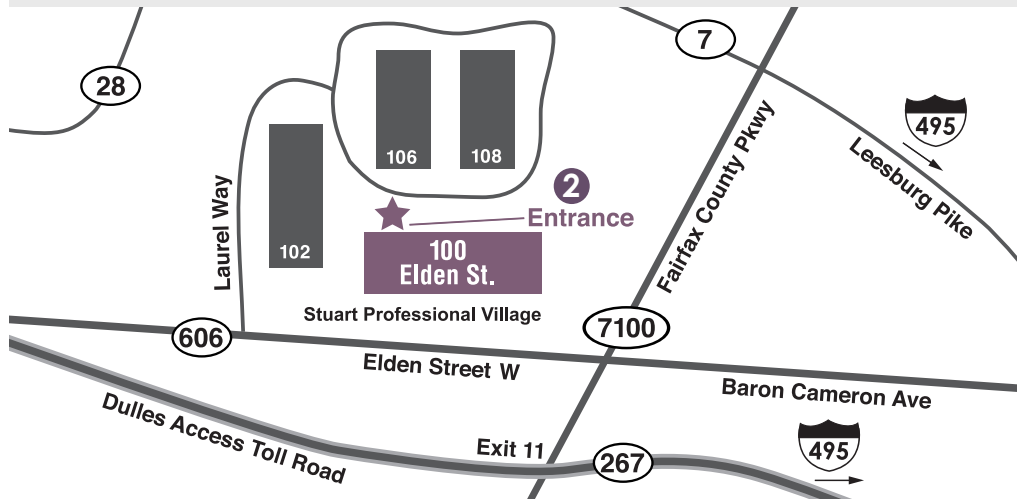 7
28
495
106
108
Leesburg Pike
Fairfax County Pkwy
2
Entrance
Laurel Way
102
100
Elden St.
Stuart Professional Village
7100
606
Elden Street W
Baron Cameron Ave
Dulles Access Toll Road
Exit 11
267
495